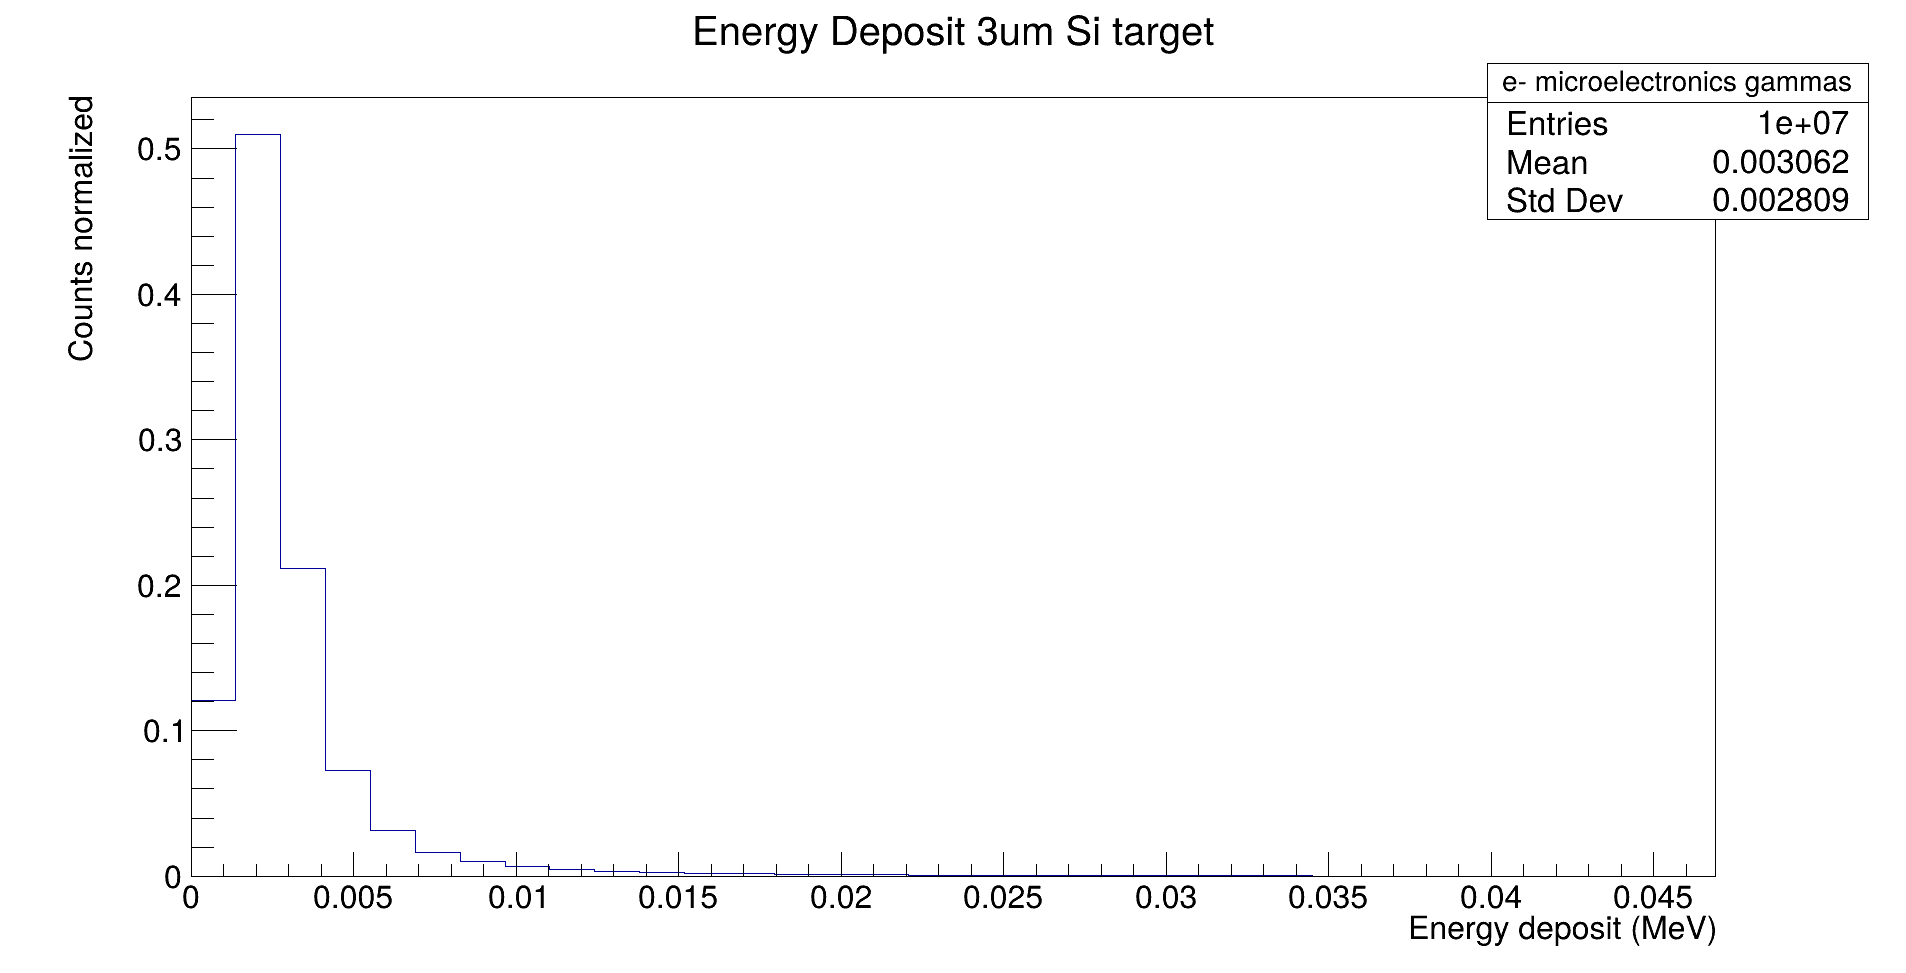 Energy Deposit 3um Si target
e- microelectronics gammas
Entries 1e+07
Mean 0.003062
Std Dev 0.002809
Counts normalized
0.5
0.4
0.3
0.2
0.1
0
0 0.005 0.01 0.015 0.02 0.025 0.03 0.035 0.04 0.045
Energy deposit (MeV)